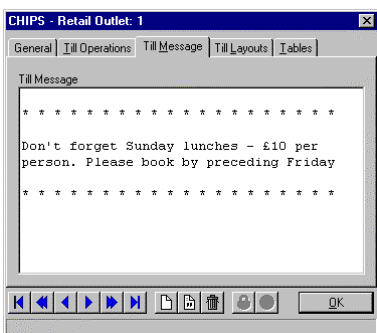 CHIPS - Retail Outlet: 1
General Till Operations Till Message Till Layouts Tables
Till Message
* * * * * * * * * * * * * * * * * * *
Don't forget Sunday lunches - £10 per
person. Please book by preceding Friday
* * * * * * * * * * * * * * * * * * *
OK